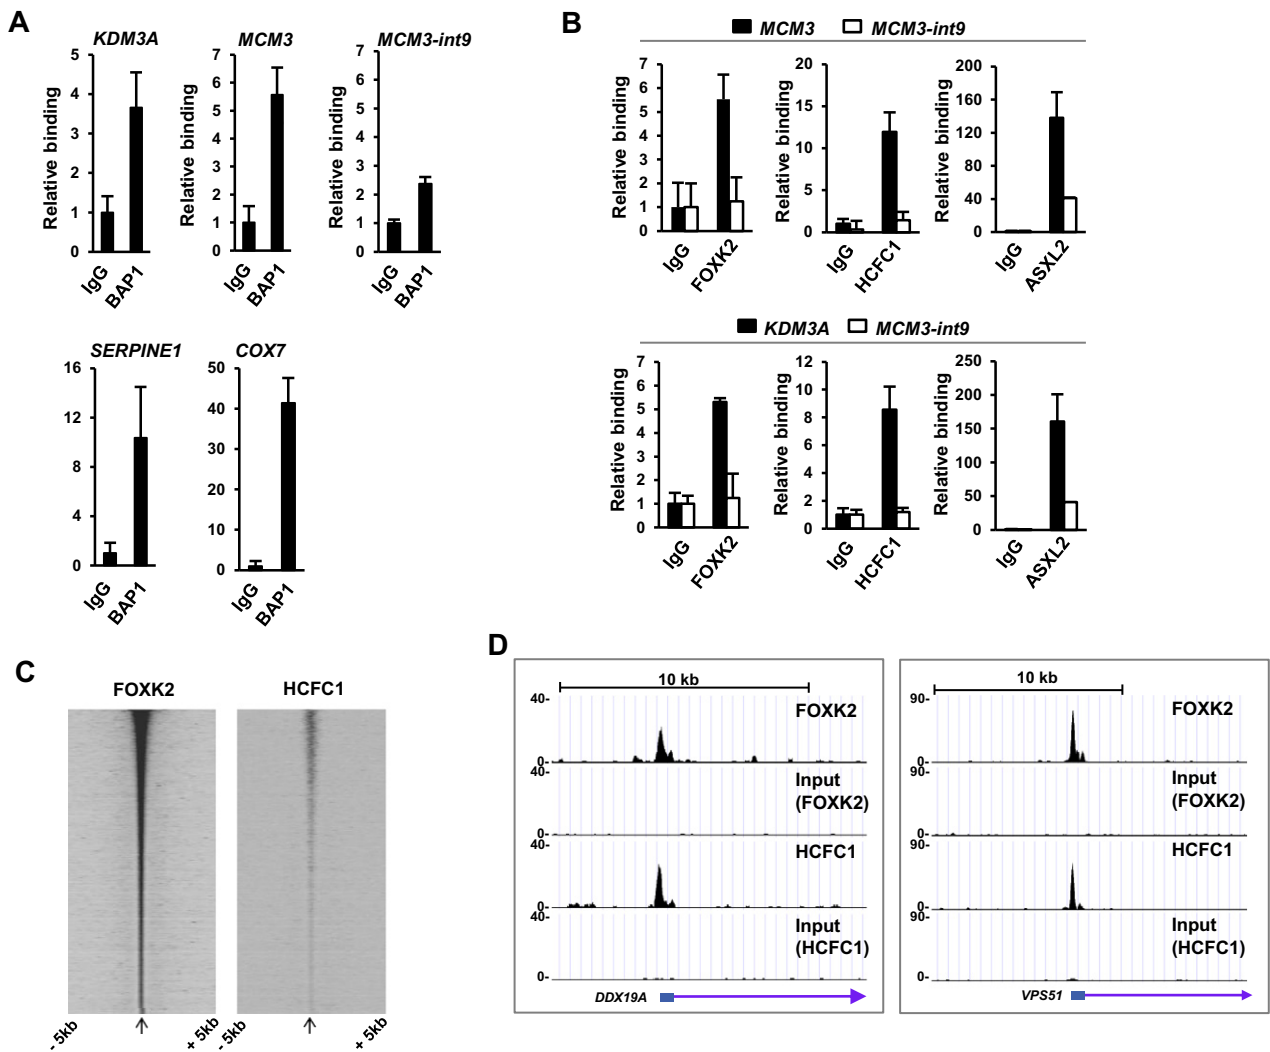 A
KDM3A
MCM3
MCM3-int9
Relative binding
5
4
3
2
1
0
IgG
BAP1
Relative binding
7
6
5
4
3
2
1
0
IgG
BAP1
Relative binding
7
6
5
4
3
2
1
0
IgG
BAP1
SERPINE1
COX7
16
12
8
4
0
IgG
BAP1
50
40
30
20
10
0
IgG
BAP1
B
MCM3 MCM3-int9
Relative binding
7
6
5
4
3
2
1
0
IgG
FOXK2
Relative binding
20
15
10
5
0
IgG
HCFC1
Relative binding
200
160
120
80
40
0
IgG
ASXL2
KDM3A MCM3-int9
Relative binding
7
6
5
4
3
2
1
0
IgG
FOXK2
Relative binding
12
10
8
6
4
2
0
IgG
HCFC1
Relative binding
250
200
150
100
50
0
IgG
ASXL2
C
FOXK2
HCFC1
- 5kb
+ 5kb
- 5kb
+ 5kb
D
10 kb
40-
FOXK2
0-
40-
Input
(FOXK2)
0-
40-
HCFC1
0-
40-
Input
(HCFC1)
0-
DDX19A
10 kb
90-
FOXK2
0-
90-
Input
(FOXK2)
0-
90-
HCFC1
0-
90-
Input
(HCFC1)
0-
VPS51